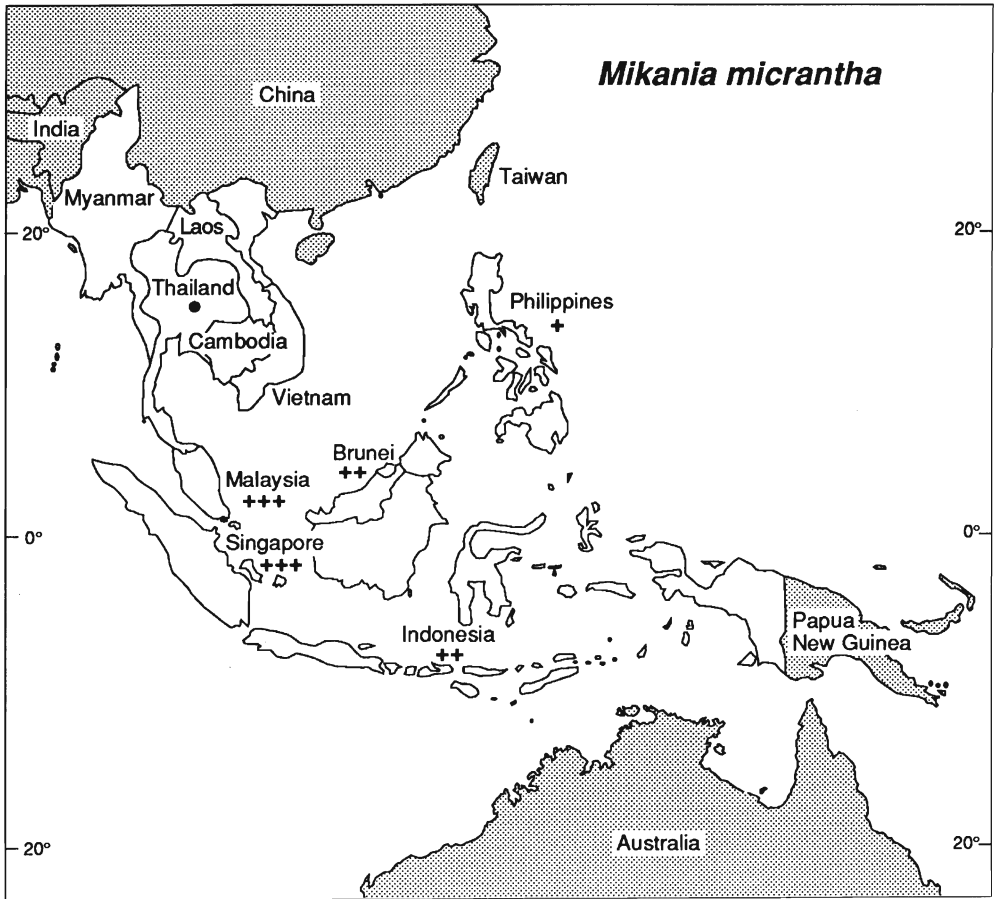 Mikania micrantha
China
India
Taiwan
Myanmar
Laos
20°
20°
Thailand
●
Philippines
+
Cambodia
Vietnam
Brunei
++
Malaysia
+++
0°
0°
Singapore
+++
Papua
New Guinea
Indonesia
++
Australia
20°
20°